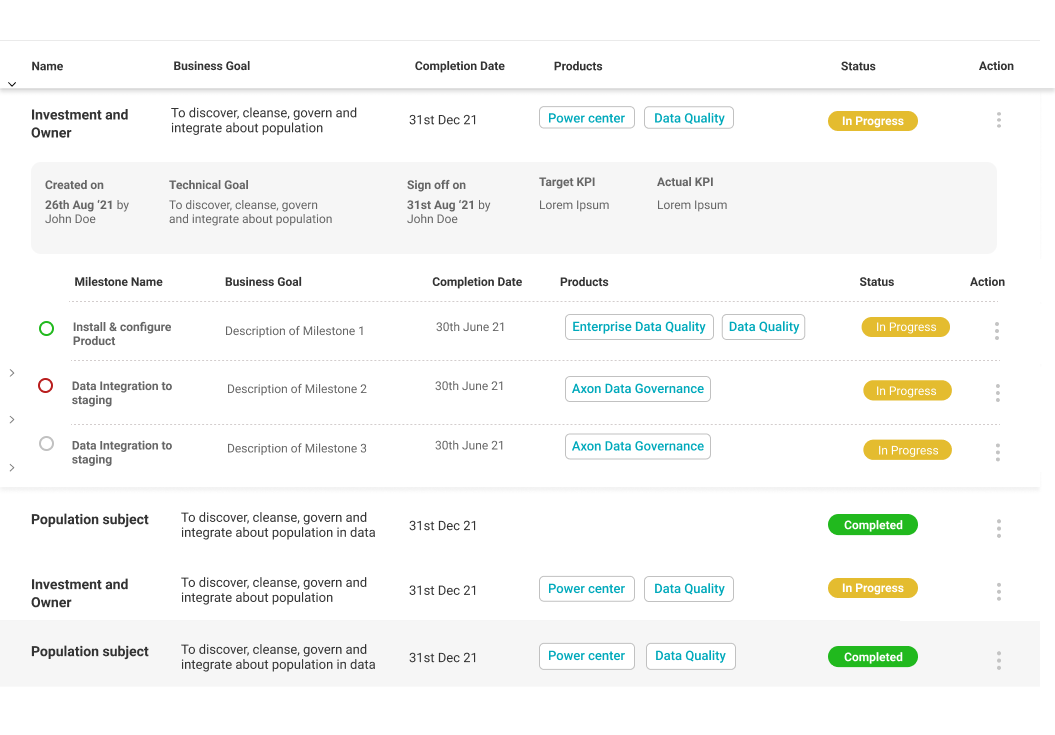 Name Business Goal Completion Date Products Status Action
Investment and Owner To discover, cleanse, govern and integrate about population 31st Dec 21 Power center Data Quality In Progress
Created on Technical Goal Sign off on Target KPI Actual KPI
26th Aug ‘21 by John Doe To discover, cleanse, govern and integrate about population 31st Aug ‘21 by John Doe Lorem Ipsum Lorem Ipsum
Milestone Name Business Goal Completion Date Products Status Action
Install & configure Product Description of Milestone 1 30th June 21 Enterprise Data Quality Data Quality In Progress
Data Integration to staging Description of Milestone 2 30th June 21 Axon Data Governance In Progress
Data Integration to staging Description of Milestone 3 30th June 21 Axon Data Governance In Progress
Population subject To discover, cleanse, govern and integrate about population in data 31st Dec 21 Completed
Investment and Owner To discover, cleanse, govern and integrate about population 31st Dec 21 Power center Data Quality In Progress
Population subject To discover, cleanse, govern and integrate about population in data 31st Dec 21 Power center Data Quality Completed